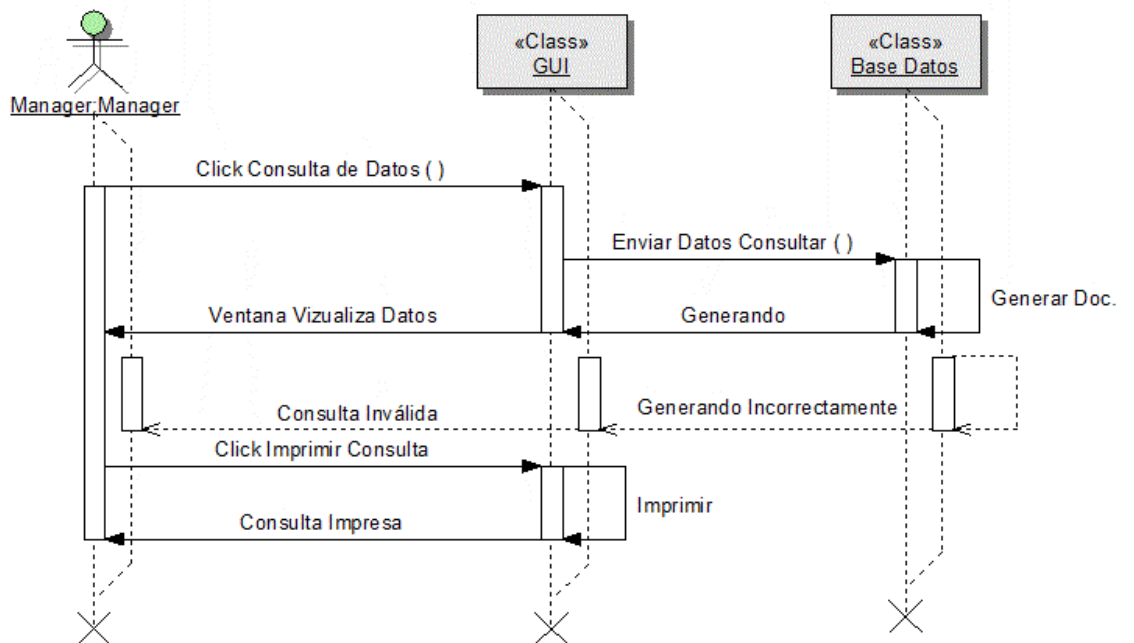 «Class»
GUI
«Class»
Base Datos
Manager:Manager
Click Consulta de Datos ( )
Enviar Datos Consultar ( )
Generar Doc.
Ventana Vizualiza Datos
Generando
Consulta Inválida
Generando Incorrectamente
Click Imprimir Consulta
Imprimir
Consulta Impresa